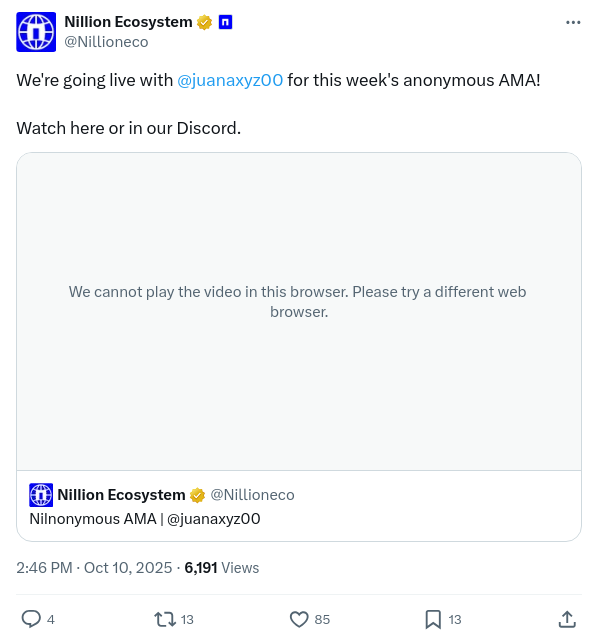 Nillion Ecosystem
@Nillioneco
We're going live with @juanaxyz00 for this week's anonymous AMA!
Watch here or in our Discord.
We cannot play the video in this browser. Please try a different web
browser.
Nillion Ecosystem @Nillioneco
Nilnonymous AMA | @juanaxyz00
2:46 PM · Oct 10, 2025 · 6,191 Views
4 13 85 13